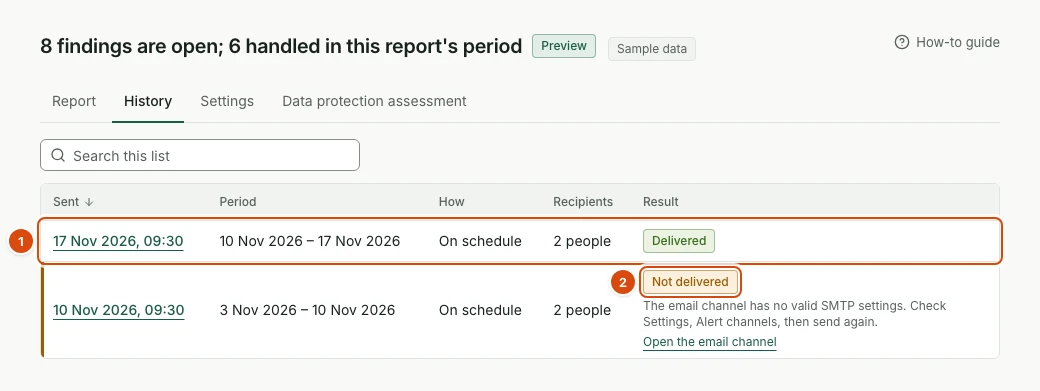 8 findings are open; 6 handled in this report's period Preview Sample data How-to guide
Report History Settings Data protection assessment
Search this list
Sent ↓ Period How Recipients Result
1 17 Nov 2026, 09:30 10 Nov 2026 – 17 Nov 2026 On schedule 2 people Delivered
2 Not delivered
10 Nov 2026, 09:30 3 Nov 2026 – 10 Nov 2026 On schedule 2 people
The email channel has no valid SMTP settings. Check
Settings, Alert channels, then send again.
Open the email channel